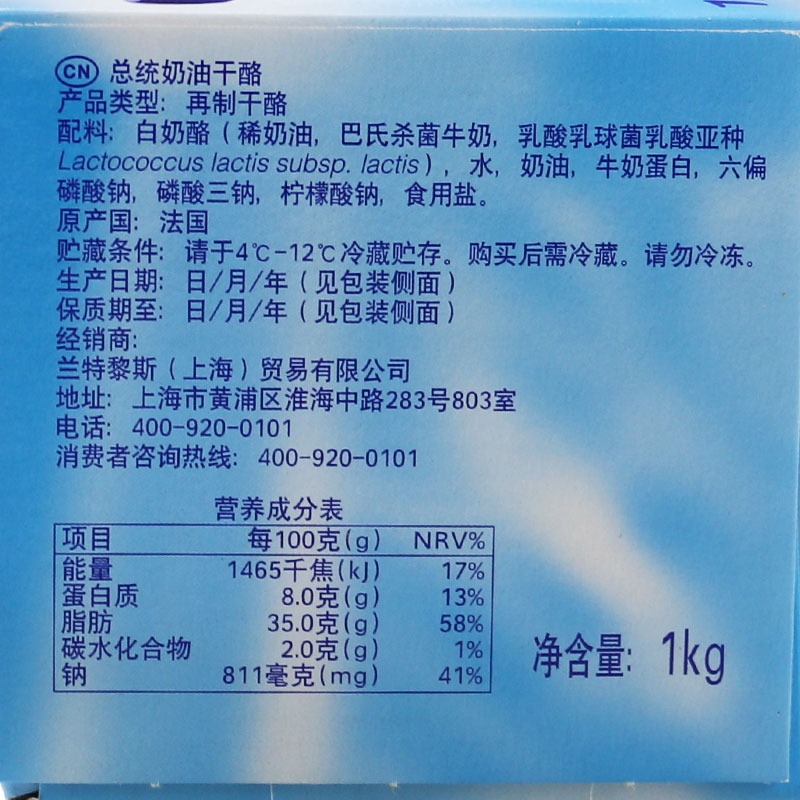 CN 总统奶油干酪
产品类型: 再制干酪
配料: 白奶酪 ( 稀奶油, 巴氏杀菌牛奶, 乳酸乳球菌乳酸亚种
Lactococcus lactis subsp. lactis ) , 水, 奶油, 牛奶蛋白, 六偏
磷酸钠, 磷酸三钠, 柠檬酸钠, 食用盐。
原产国: 法国
贮藏条件: 请于4℃-12℃冷藏贮存。购买后需冷藏。请勿冷冻。
生产日期: 日/月/年 ( 见包装侧面 )
保质期至: 日/月/年 ( 见包装侧面 )
经销商:
兰特黎斯 ( 上海 ) 贸易有限公司
地址: 上海市黄浦区淮海中路283号803室
电话: 400-920-0101
消费者咨询热线: 400-920-0101
营养成分表
项目 每100克(g) NRV%
能量 1465千焦(kJ) 17%
蛋白质 8.0克(g) 13%
脂肪 35.0克(g) 58%
碳水化合物 2.0克(g) 1%
钠 811毫克(mg) 41%
净含量: 1kg